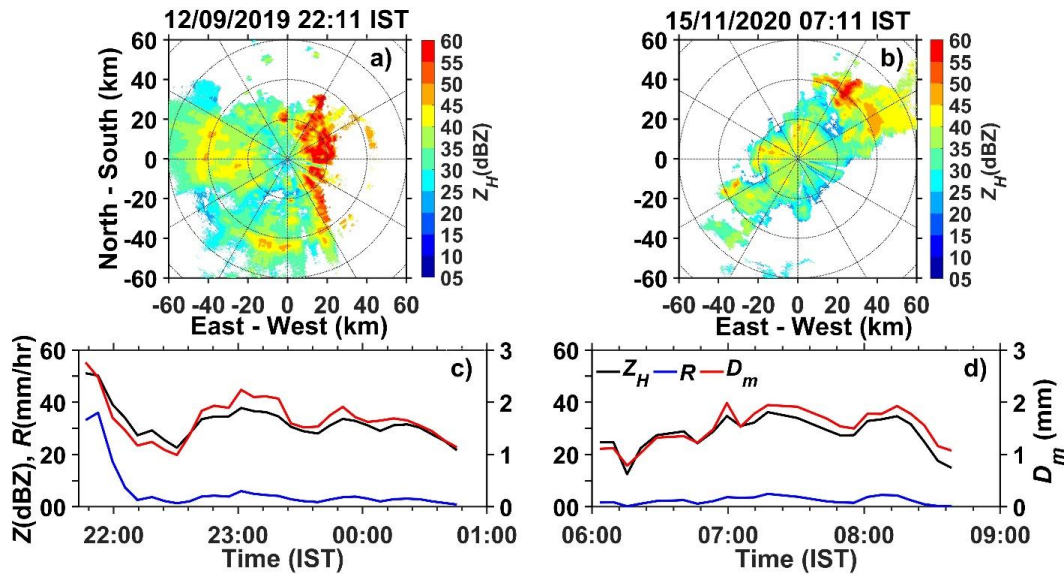 12/09/2019 22:11 IST
15/11/2020 07:11 IST
60
40
20
0
-20
-40
-60
North - South (km)
a)
60
55
50
45
40
35
30
25
20
15
10
05
Z_H(dBZ)
-60 -40 -20 0 20 40 60
East - West (km)
60
40
20
0
-20
-40
-60
b)
60
55
50
45
40
35
30
25
20
15
10
05
Z_H(dBZ)
-60 -40 -20 0 20 40 60
East - West (km)
60
40
20
00
Z(dBZ), R(mm/hr)
c)
3
2
1
0
22:00 23:00 00:00 01:00
Time (IST)
60
40
20
00
Z_H R D_m
d)
3
2
1
0
D_m (mm)
06:00 07:00 08:00 09:00
Time (IST)